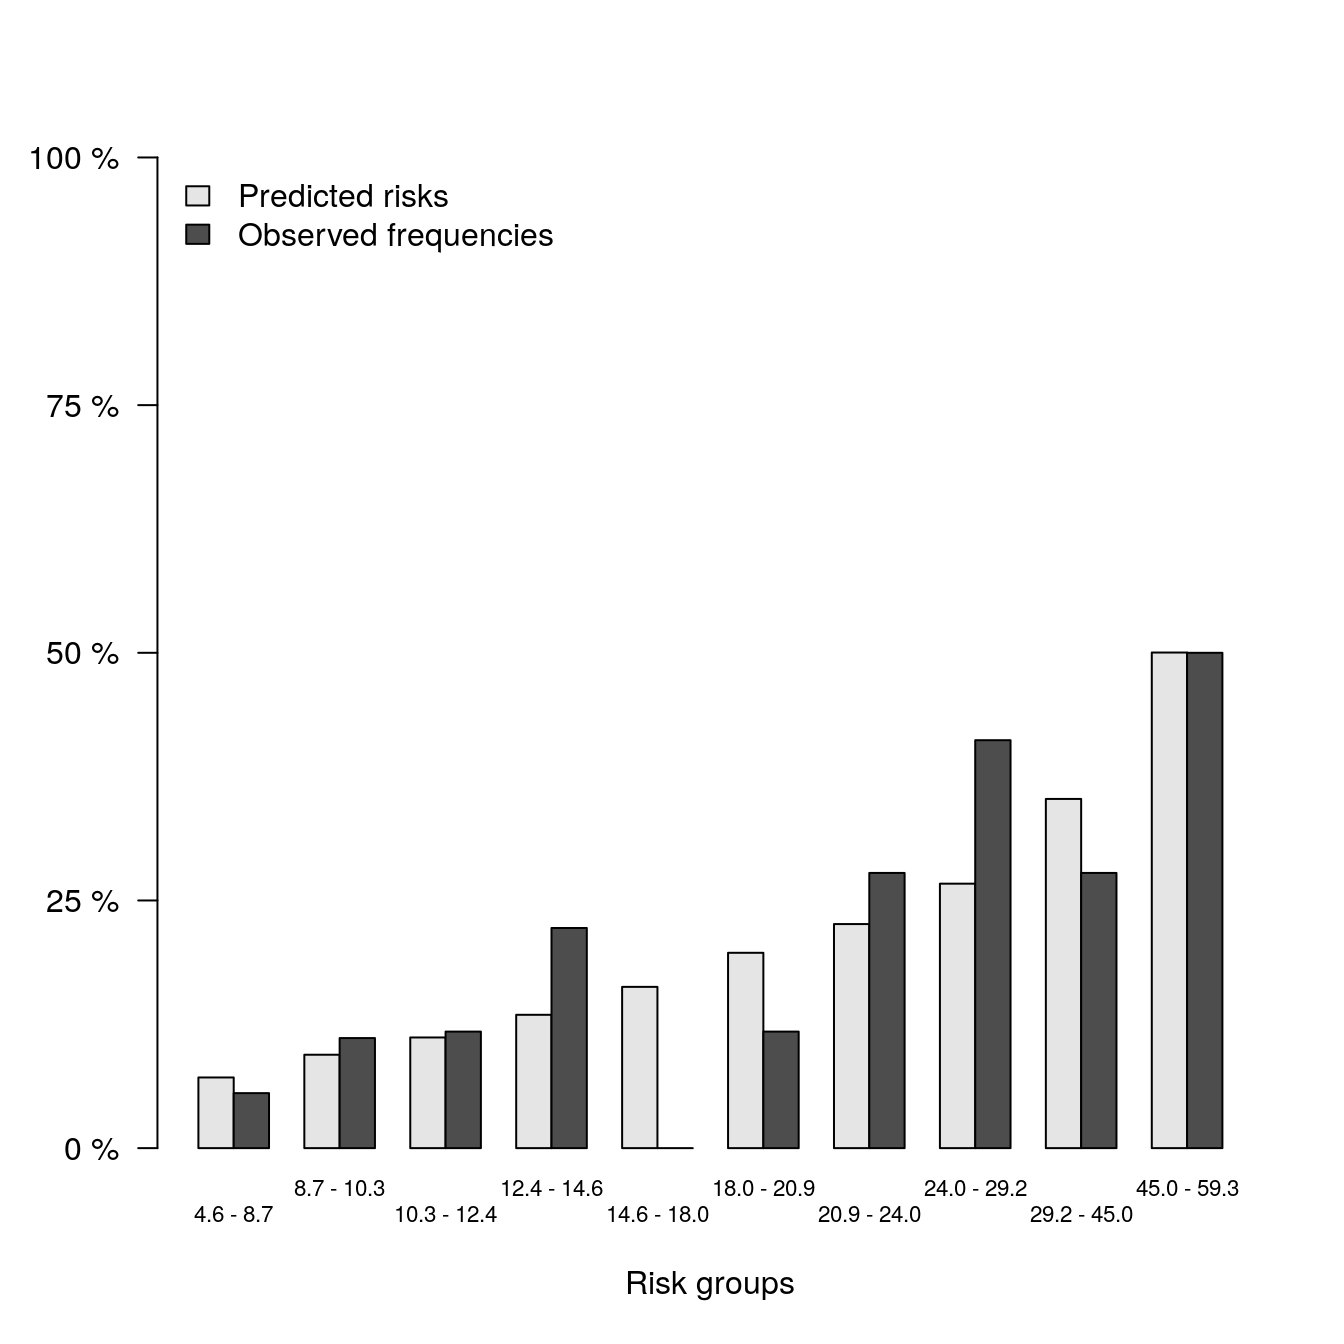 100 %
Predicted risks
Observed frequencies
75 %
50 %
25 %
0 %
8.7 - 10.3
12.4 - 14.6
18.0 - 20.9
24.0 - 29.2
45.0 - 59.3
4.6 - 8.7
10.3 - 12.4
14.6 - 18.0
20.9 - 24.0
29.2 - 45.0
Risk groups